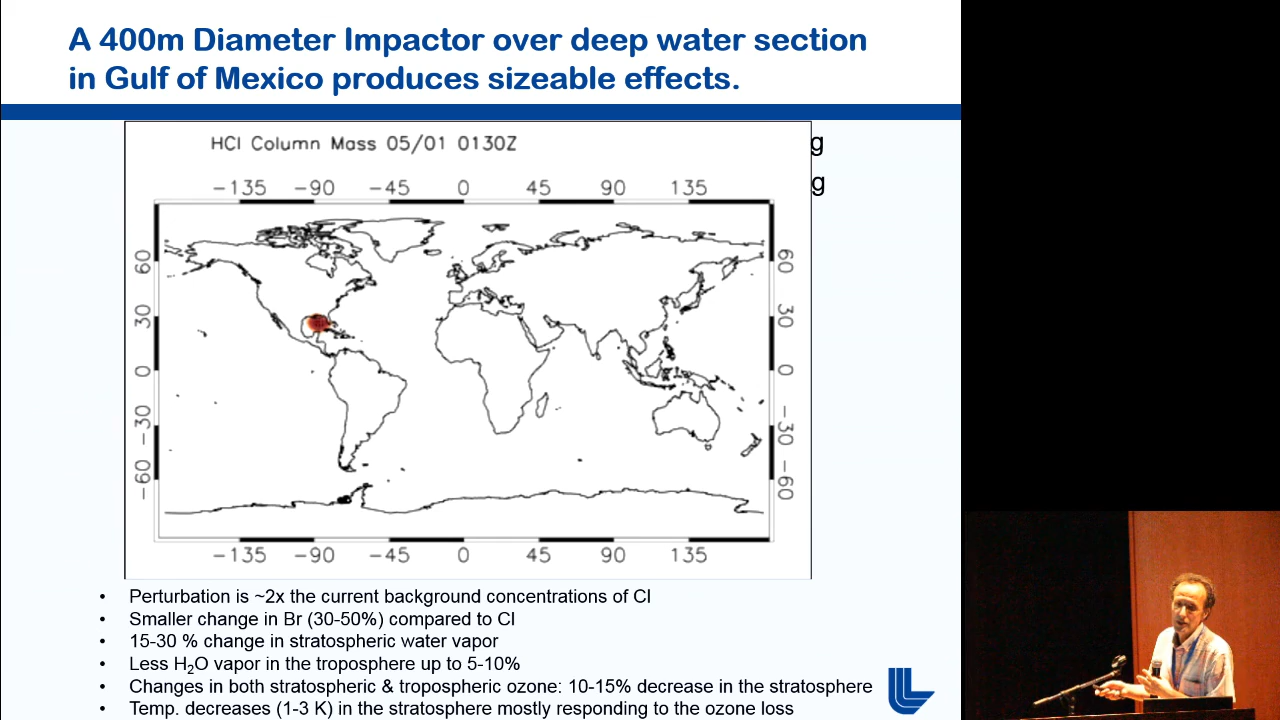 A 400m Diameter Impactor over deep water section
in Gulf of Mexico produces sizeable effects.
HCl Column Mass 05/01 0130Z
g
g
-135 -90 -45 0 45 90 135
60 60
30 30
0 0
-30 -30
-60 -60
-135 -90 -45 0 45 90 135
• Perturbation is ~2x the current background concentrations of Cl
• Smaller change in Br (30-50%) compared to Cl
• 15-30 % change in stratospheric water vapor
• Less H₂O vapor in the troposphere up to 5-10%
• Changes in both stratospheric & tropospheric ozone: 10-15% decrease in the stratosphere
• Temp. decreases (1-3 K) in the stratosphere mostly responding to the ozone loss